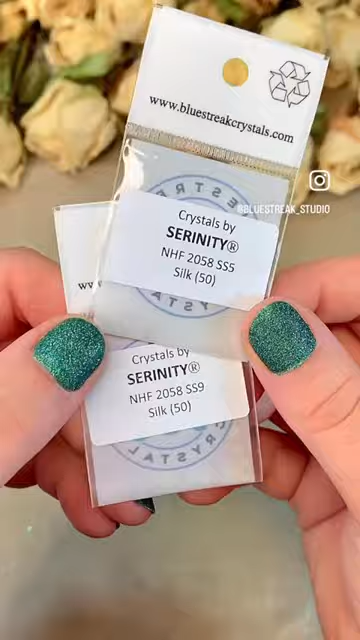 www.bluestreakcrystals.com
@BLUESTREAK_STUDIO
Crystals by
SERINITY®
NHF 2058 SS5
Silk (50)
Crystals by
SERINITY®
NHF 2058 SS9
Silk (50)
CRYSTAL